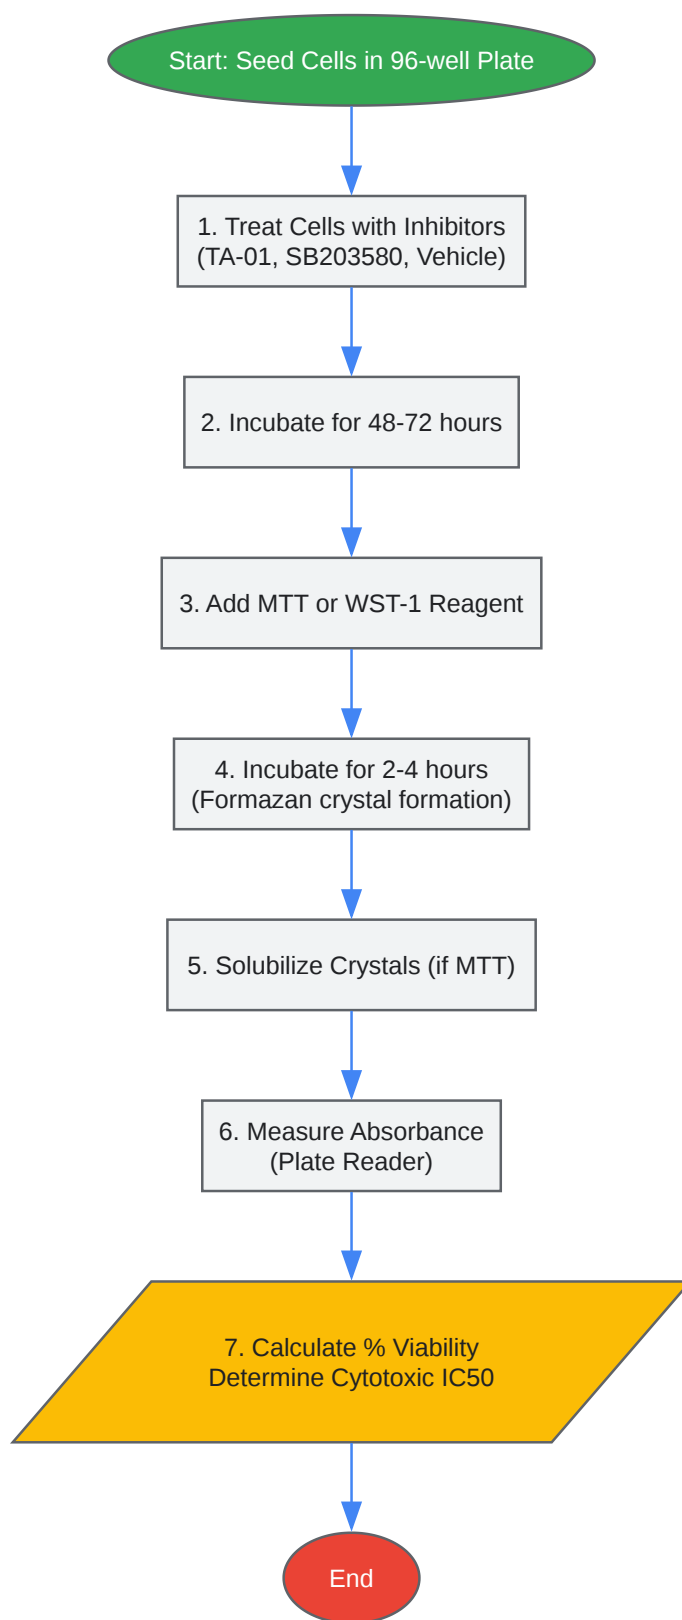 Start: Seed Cells in 96-well Plate
1. Treat Cells with Inhibitors
(TA-01, SB203580, Vehicle)
2. Incubate for 48-72 hours
3. Add MTT or WST-1 Reagent
4. Incubate for 2-4 hours
(Formazan crystal formation)
5. Solubilize Crystals (if MTT)
6. Measure Absorbance
(Plate Reader)
7. Calculate % Viability
Determine Cytotoxic IC50
End